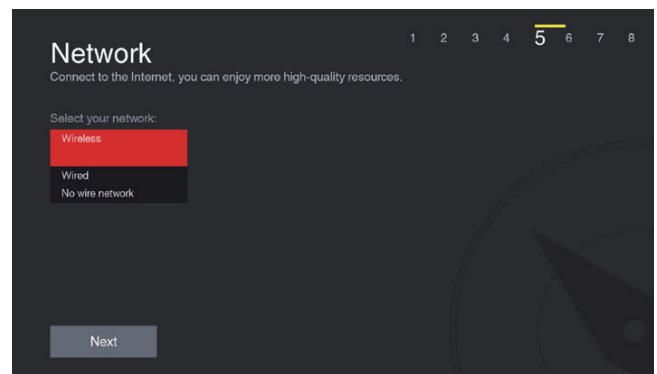 1 2 3 4 5 6 7 8
Network
Connect to the Internet, you can enjoy more high-quality resources.
Select your network:
Wireless
Wired
No wire network
Next